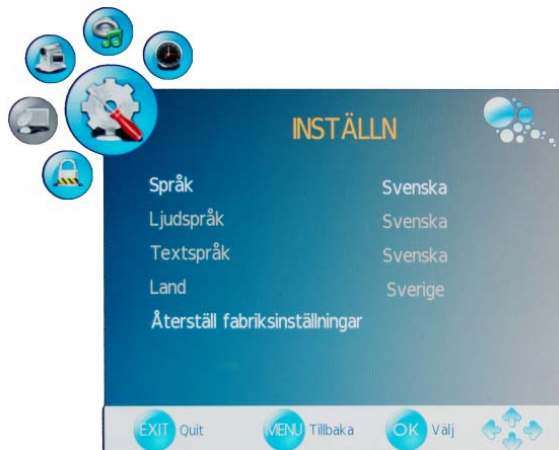 INSTÄLLN
Språk Svenska
Ljudspråk Svenska
Textspråk Svenska
Land Sverige
Återställ fabriksinställningar
EXIT Quit MENU Tillbaka OK Välj